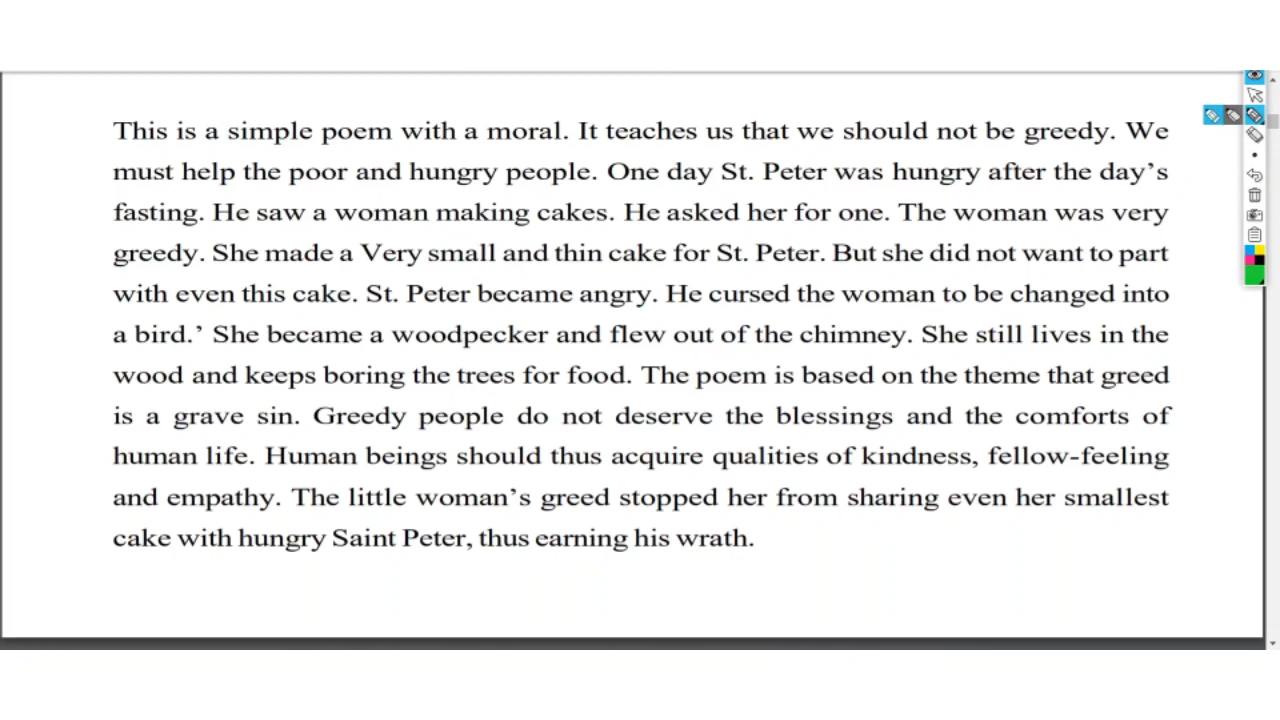 This is a simple poem with a moral. It teaches us that we should not be greedy. We
must help the poor and hungry people. One day St. Peter was hungry after the day’s
fasting. He saw a woman making cakes. He asked her for one. The woman was very
greedy. She made a Very small and thin cake for St. Peter. But she did not want to part
with even this cake. St. Peter became angry. He cursed the woman to be changed into
a bird.’ She became a woodpecker and flew out of the chimney. She still lives in the
wood and keeps boring the trees for food. The poem is based on the theme that greed
is a grave sin. Greedy people do not deserve the blessings and the comforts of
human life. Human beings should thus acquire qualities of kindness, fellow-feeling
and empathy. The little woman’s greed stopped her from sharing even her smallest
cake with hungry Saint Peter, thus earning his wrath.